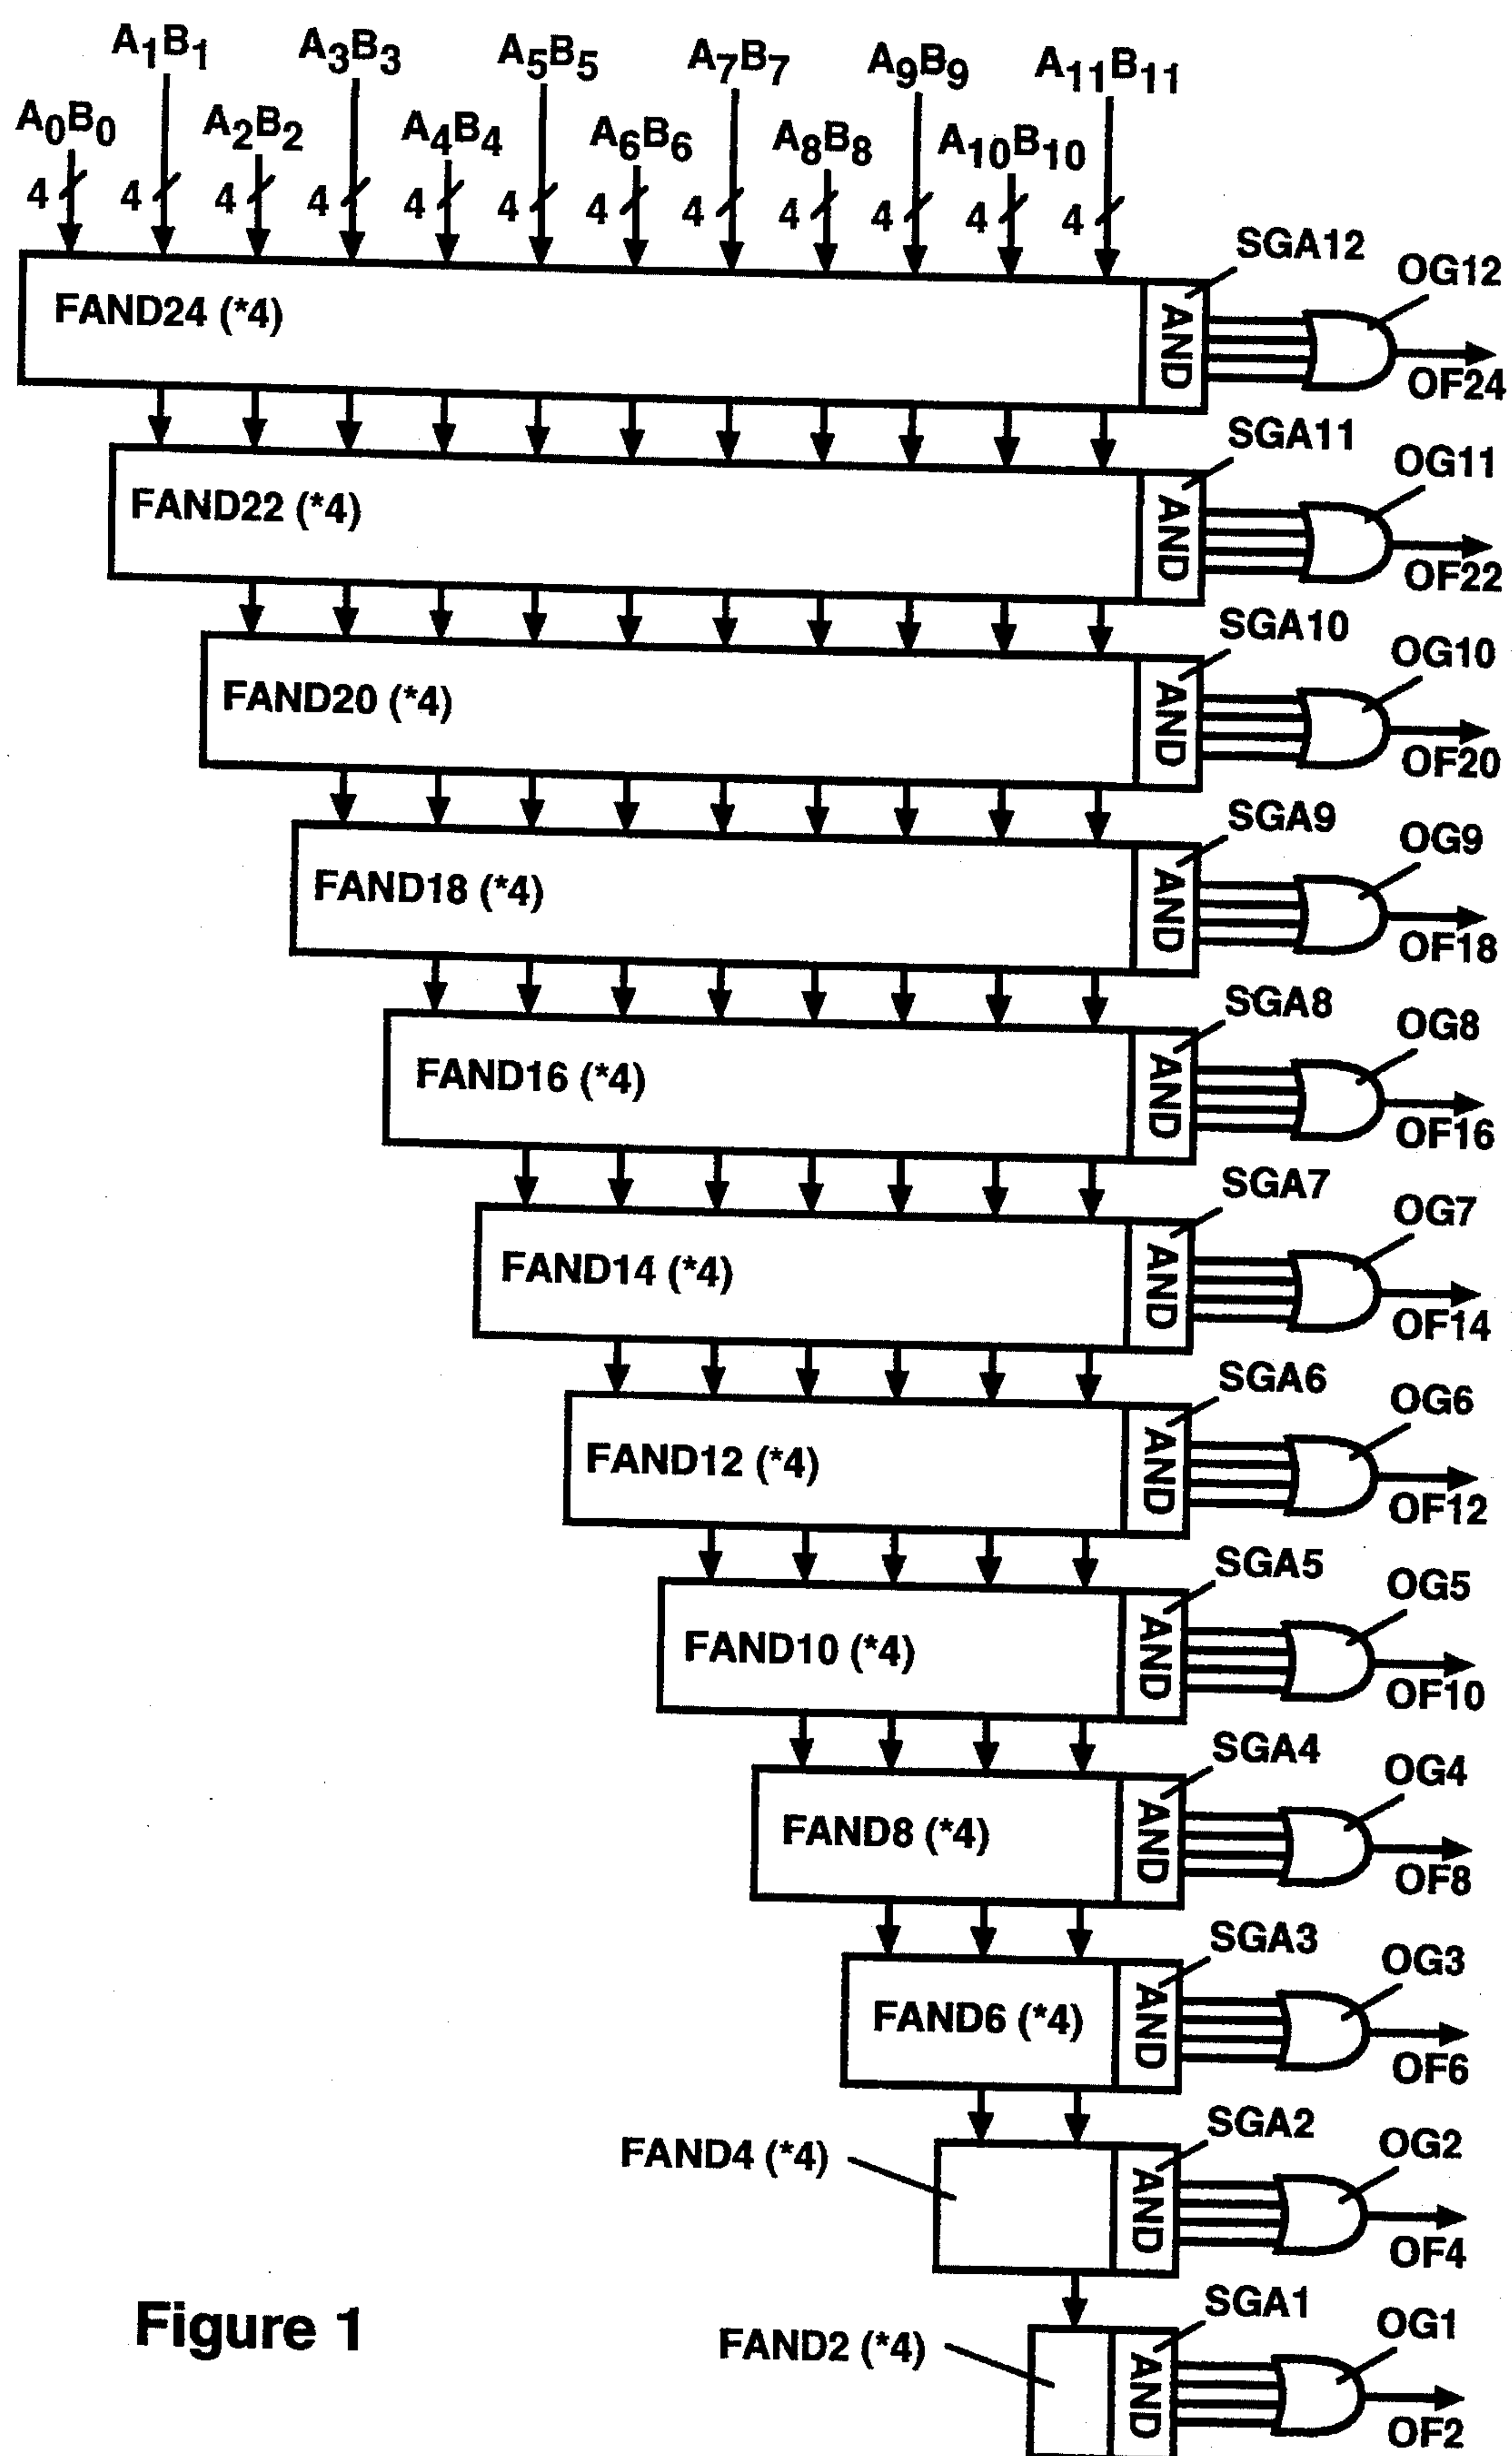 A1B1 A3B3 A5B5 A7B7 A9B9 A11B11
A0B0 A2B2 A4B4 A6B6 A8B8 A10B10
4 4 4 4 4 4 4 4 4 4 4 4
SGA12
OG12
FAND24 (*4)
AND
OF24
SGA11
OG11
FAND22 (*4)
AND
OF22
SGA10
OG10
FAND20 (*4)
AND
OF20
SGA9
OG9
FAND18 (*4)
AND
OF18
SGA8
OG8
FAND16 (*4)
AND
OF16
SGA7
OG7
FAND14 (*4)
AND
OF14
SGA6
OG6
FAND12 (*4)
AND
OF12
SGA5
OG5
FAND10 (*4)
AND
OF10
SGA4
OG4
FAND8 (*4)
AND
OF8
SGA3
OG3
FAND6 (*4)
AND
OF6
SGA2
OG2
FAND4 (*4)
AND
OF4
SGA1
OG1
FAND2 (*4)
AND
OF2
Figure 1